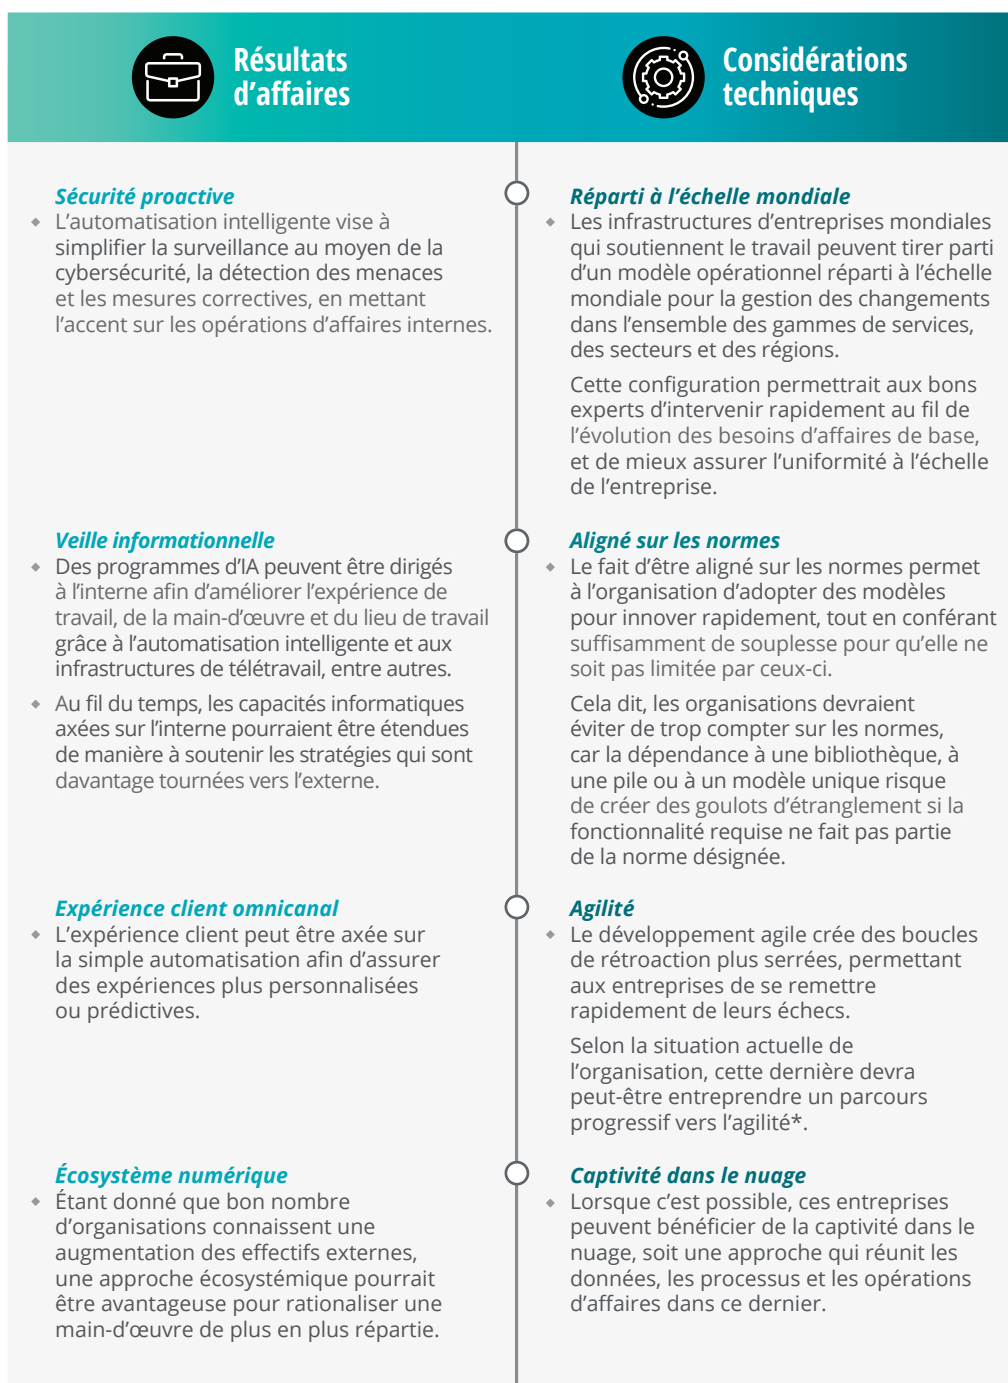 Résultats
d’affaires
Considérations
techniques
Sécurité proactive
L’automatisation intelligente vise à
simplifier la surveillance au moyen de la
cybersécurité, la détection des menaces
et les mesures correctives, en mettant
l’accent sur les opérations d’affaires internes.
Réparti à l’échelle mondiale
Les infrastructures d’entreprises mondiales
qui soutiennent le travail peuvent tirer parti
d’un modèle opérationnel réparti à l’échelle
mondiale pour la gestion des changements
dans l’ensemble des gammes de services,
des secteurs et des régions.
Cette configuration permettrait aux bons
experts d’intervenir rapidement au fil de
l’évolution des besoins d’affaires de base,
et de mieux assurer l’uniformité à l’échelle
de l’entreprise.
Veille informationnelle
Des programmes d’IA peuvent être dirigés
à l’interne afin d’améliorer l’expérience de
travail, de la main-d’œuvre et du lieu de travail
grâce à l’automatisation intelligente et aux
infrastructures de télétravail, entre autres.
Au fil du temps, les capacités informatiques
axées sur l’interne pourraient être étendues
de manière à soutenir les stratégies qui sont
davantage tournées vers l’externe.
Aligné sur les normes
Le fait d’être aligné sur les normes permet
à l’organisation d’adopter des modèles
pour innover rapidement, tout en conférant
suffisamment de souplesse pour qu’elle ne
soit pas limitée par ceux-ci.
Cela dit, les organisations devraient
éviter de trop compter sur les normes,
car la dépendance à une bibliothèque, à
une pile ou à un modèle unique risque
de créer des goulots d’étranglement si la
fonctionnalité requise ne fait pas partie
de la norme désignée.
Expérience client omnicanal
L’expérience client peut être axée sur
la simple automatisation afin d’assurer
des expériences plus personnalisées
ou prédictives.
Agilité
Le développement agile crée des boucles
de rétroaction plus serrées, permettant
aux entreprises de se remettre
rapidement de leurs échecs.
Selon la situation actuelle de
l’organisation, cette dernière devra
peut-être entreprendre un parcours
progressif vers l’agilité*.
Écosystème numérique
Étant donné que bon nombre
d’organisations connaissent une
augmentation des effectifs externes,
une approche écosystémique pourrait
être avantageuse pour rationaliser une
main-d’œuvre de plus en plus répartie.
Captivité dans le nuage
Lorsque c’est possible, ces entreprises
peuvent bénéficier de la captivité dans le
nuage, soit une approche qui réunit les
données, les processus et les opérations
d’affaires dans ce dernier.